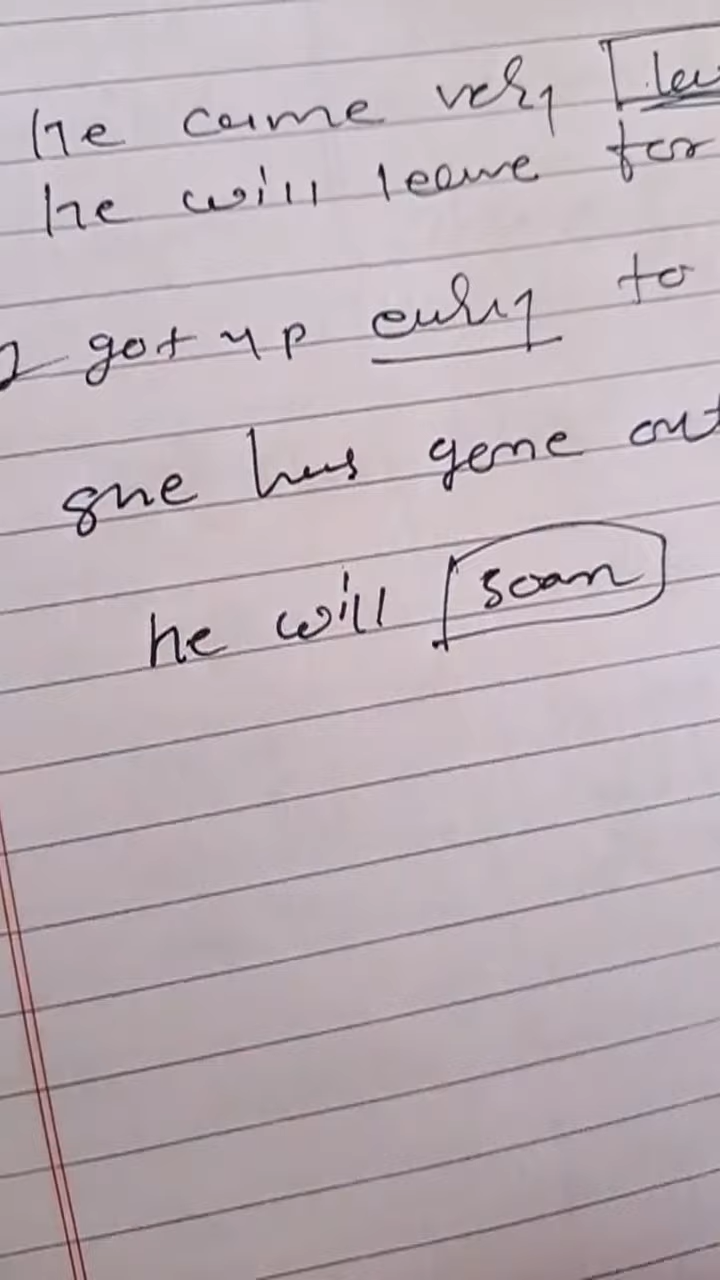 He came very
he will leave for
I got up early to
She has gone out
he will soon